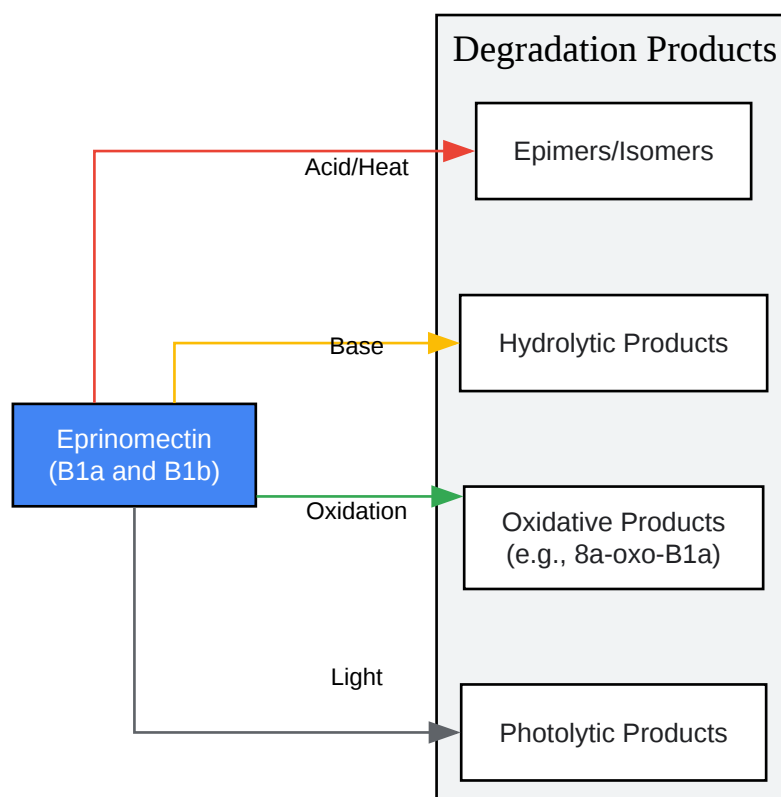 Degradation Products
Epimers/Isomers
Acid/Heat
Base
Hydrolytic Products
Eprinomectin
(B1a and B1b)
Oxidation
Oxidative Products
(e.g., 8a-oxo-B1a)
Light
Photolytic Products